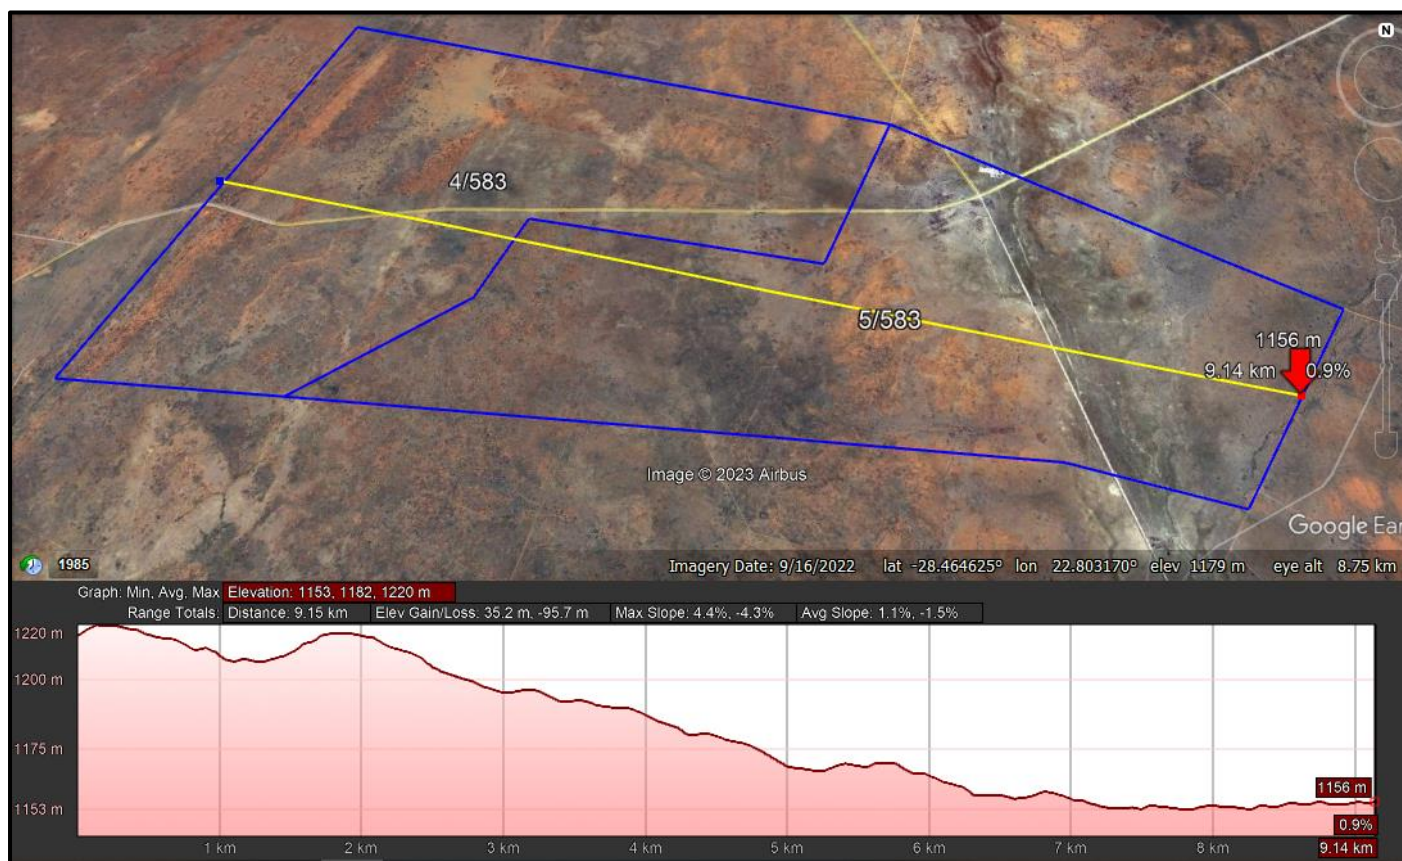 N
4/583
5/583
1156 m
9.14 km 0.9%
Image © 2023 Airbus
Google Ear
1985
Imagery Date: 9/16/2022 lat -28.464625° lon 22.803170° elev 1179 m eye alt 8.75 km
Graph: Min, Avg, Max Elevation: 1153, 1182, 1220 m
Range Totals: Distance: 9.15 km Elev Gain/Loss: 35.2 m, -95.7 m Max Slope: 4.4%, -4.3% Avg Slope: 1.1%, -1.5%
1220 m
1200 m
1175 m
1156 m
1153 m
0.9%
1 km 2 km 3 km 4 km 5 km 6 km 7 km 8 km 9.14 km